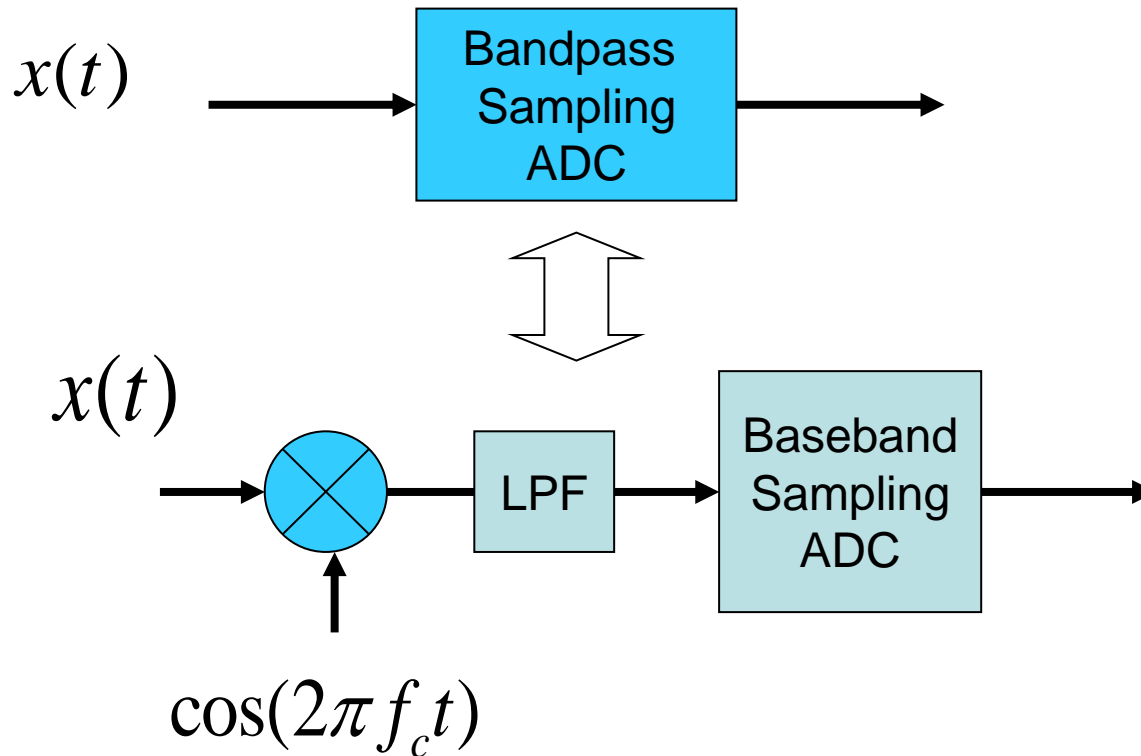 x(t)
Bandpass
Sampling
ADC
x(t)
LPF
Baseband
Sampling
ADC
cos(2πf_c t)